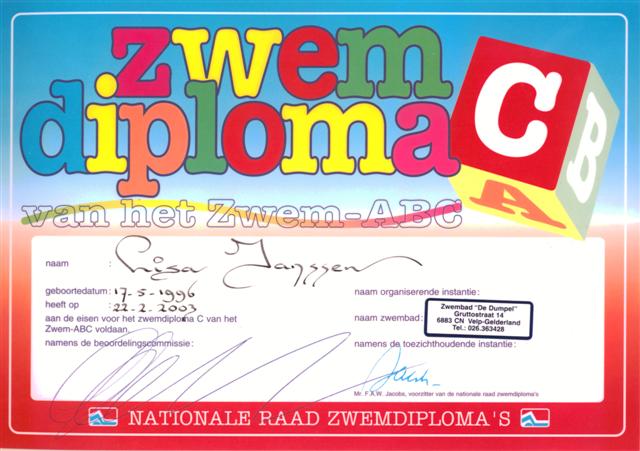 zwem
diploma
C
B
A
van het Zwem-ABC
naam : Lisa Janssen
geboortedatum: 17-5-1996
heeft op : 22-2-2003
aan de eisen voor het zwemdiploma C van het
Zwem-ABC voldaan.
namens de beoordelingscommissie:
naam organiserende instantie:
naam zwembad:
Zwembad "De Dumpel"
Gruttostraat 14
6883 CN Velp-Gelderland
Tel.: 026.363428
namens de toezichthoudende instantie:
Mr. F.A.W. Jacobs, voorzitter van de nationale raad zwemdiploma's
NATIONALE RAAD ZWEMDIPLOMA'S